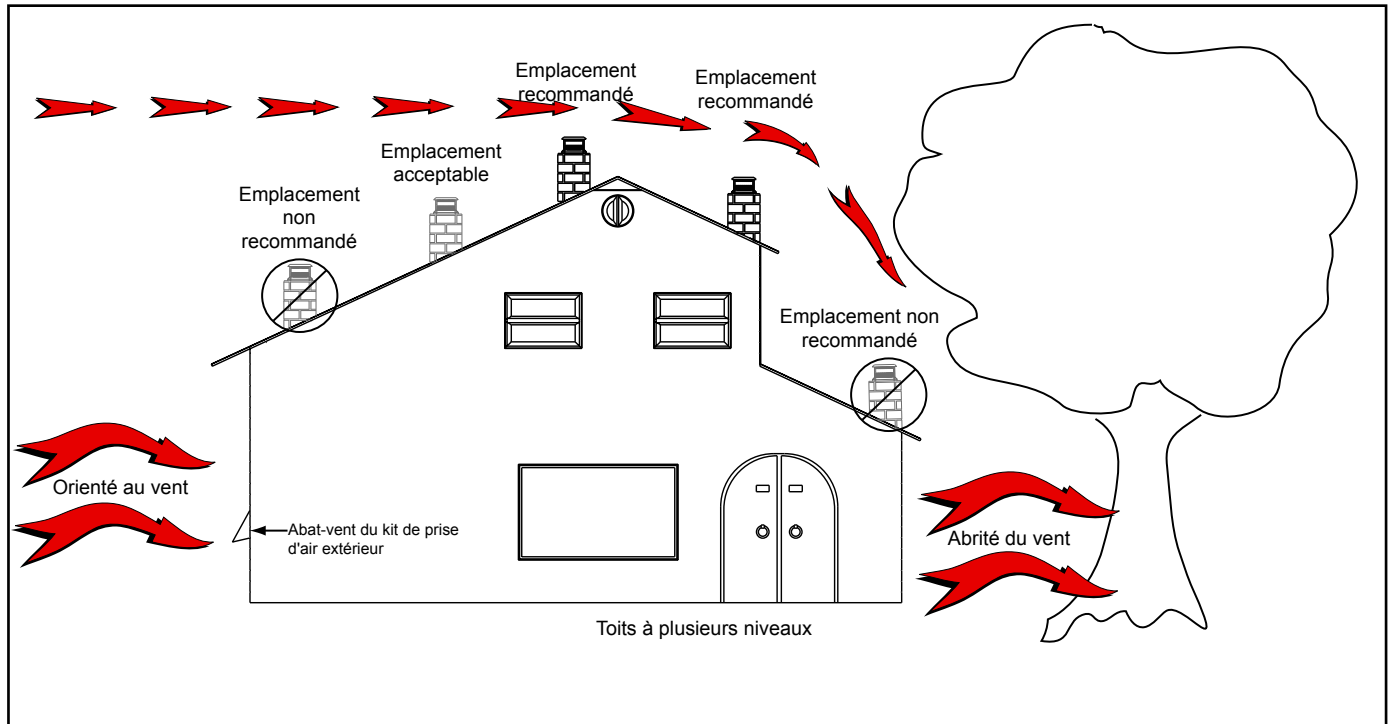 Emplacement
recommandé
Emplacement
recommandé
Emplacement
acceptable
Emplacement
non
recommandé
Emplacement non
recommandé
Orienté au vent
Abat-vent du kit de prise
d'air extérieur
Abrité du vent
Toits à plusieurs niveaux